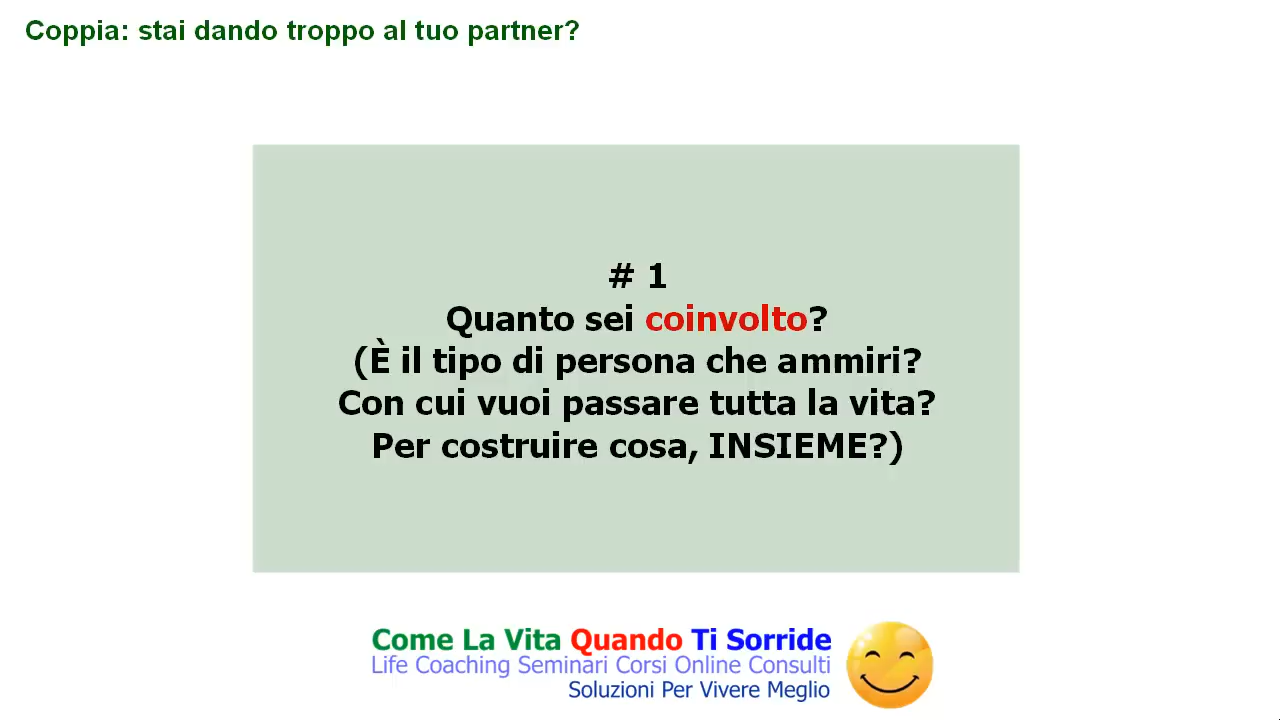 Coppia: stai dando troppo al tuo partner?
# 1
Quanto sei coinvolto?
(È il tipo di persona che ammiri?
Con cui vuoi passare tutta la vita?
Per costruire cosa, INSIEME?)
Come La Vita Quando Ti Sorride
Life Coaching Seminari Corsi Online Consulti
Soluzioni Per Vivere Meglio